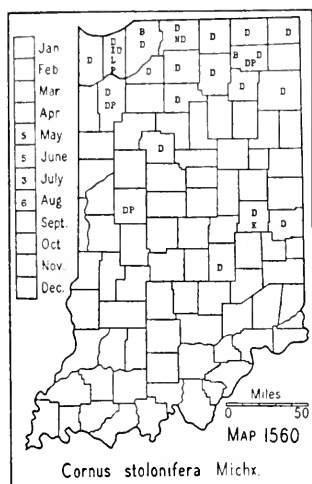 Jan
Feb
Mar
Apr
5 May
5 June
3 July
6 Aug
Sept.
Oct
Nov.
Dec.
D
D
I U
L
P
B
D
D
ND
D
D
B D
DP
D
D
DP
D
D
D
D
D
D
DP
D
K
D
D
Miles
0 50
MAP 1560
Cornus stolonifera Michx.